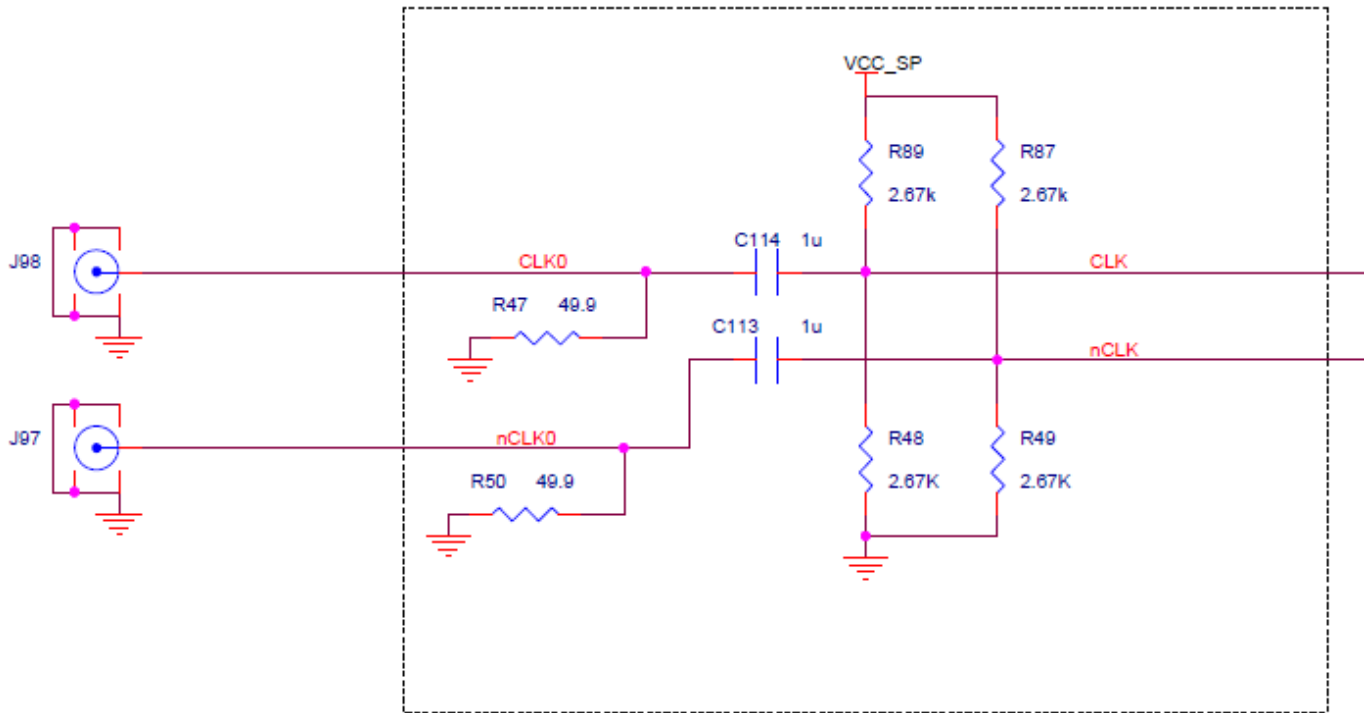 VCC_SP
R89 R87
2.67k 2.67k
C114 1u
J98 CLK0 CLK
R47 49.9
C113 1u
nCLK
J97 nCLK0 R48 R49
R50 49.9 2.67K 2.67K